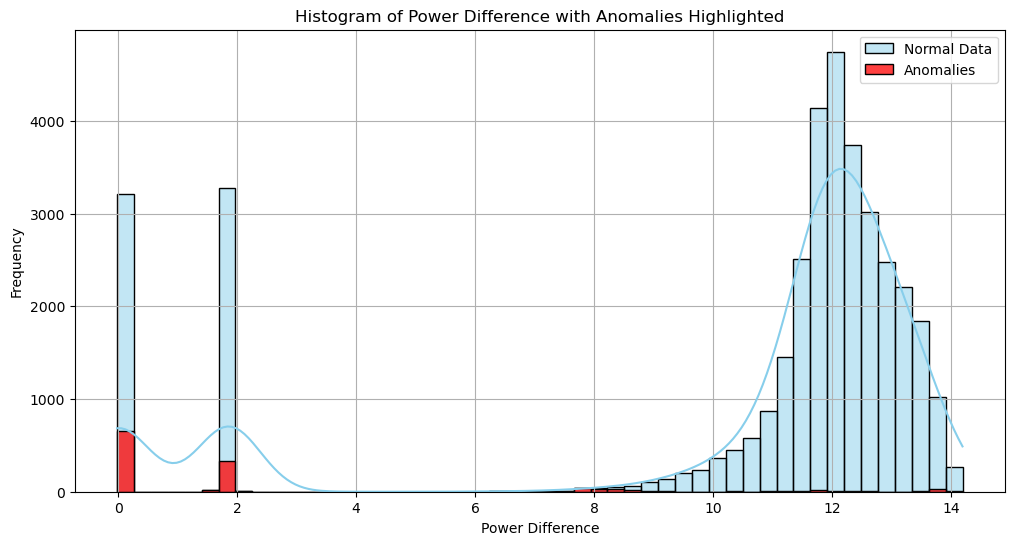 Histogram of Power Difference with Anomalies Highlighted
Normal Data
Anomalies
Frequency
4000
3000
2000
1000
0
0 2 4 6 8 10 12 14
Power Difference